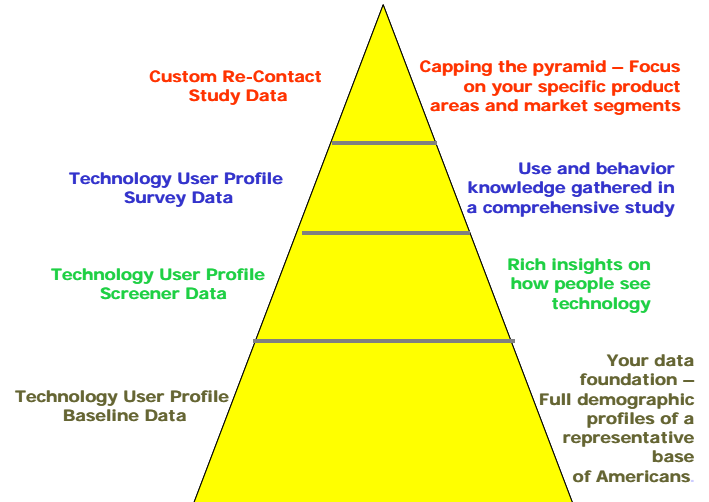 Custom Re-Contact
Study Data
Capping the pyramid – Focus
on your specific product
areas and market segments
Technology User Profile
Survey Data
Use and behavior
knowledge gathered in
a comprehensive study
Technology User Profile
Screener Data
Rich insights on
how people see
technology
Technology User Profile
Baseline Data
Your data
foundation –
Full demographic
profiles of a
representative
base
of Americans.